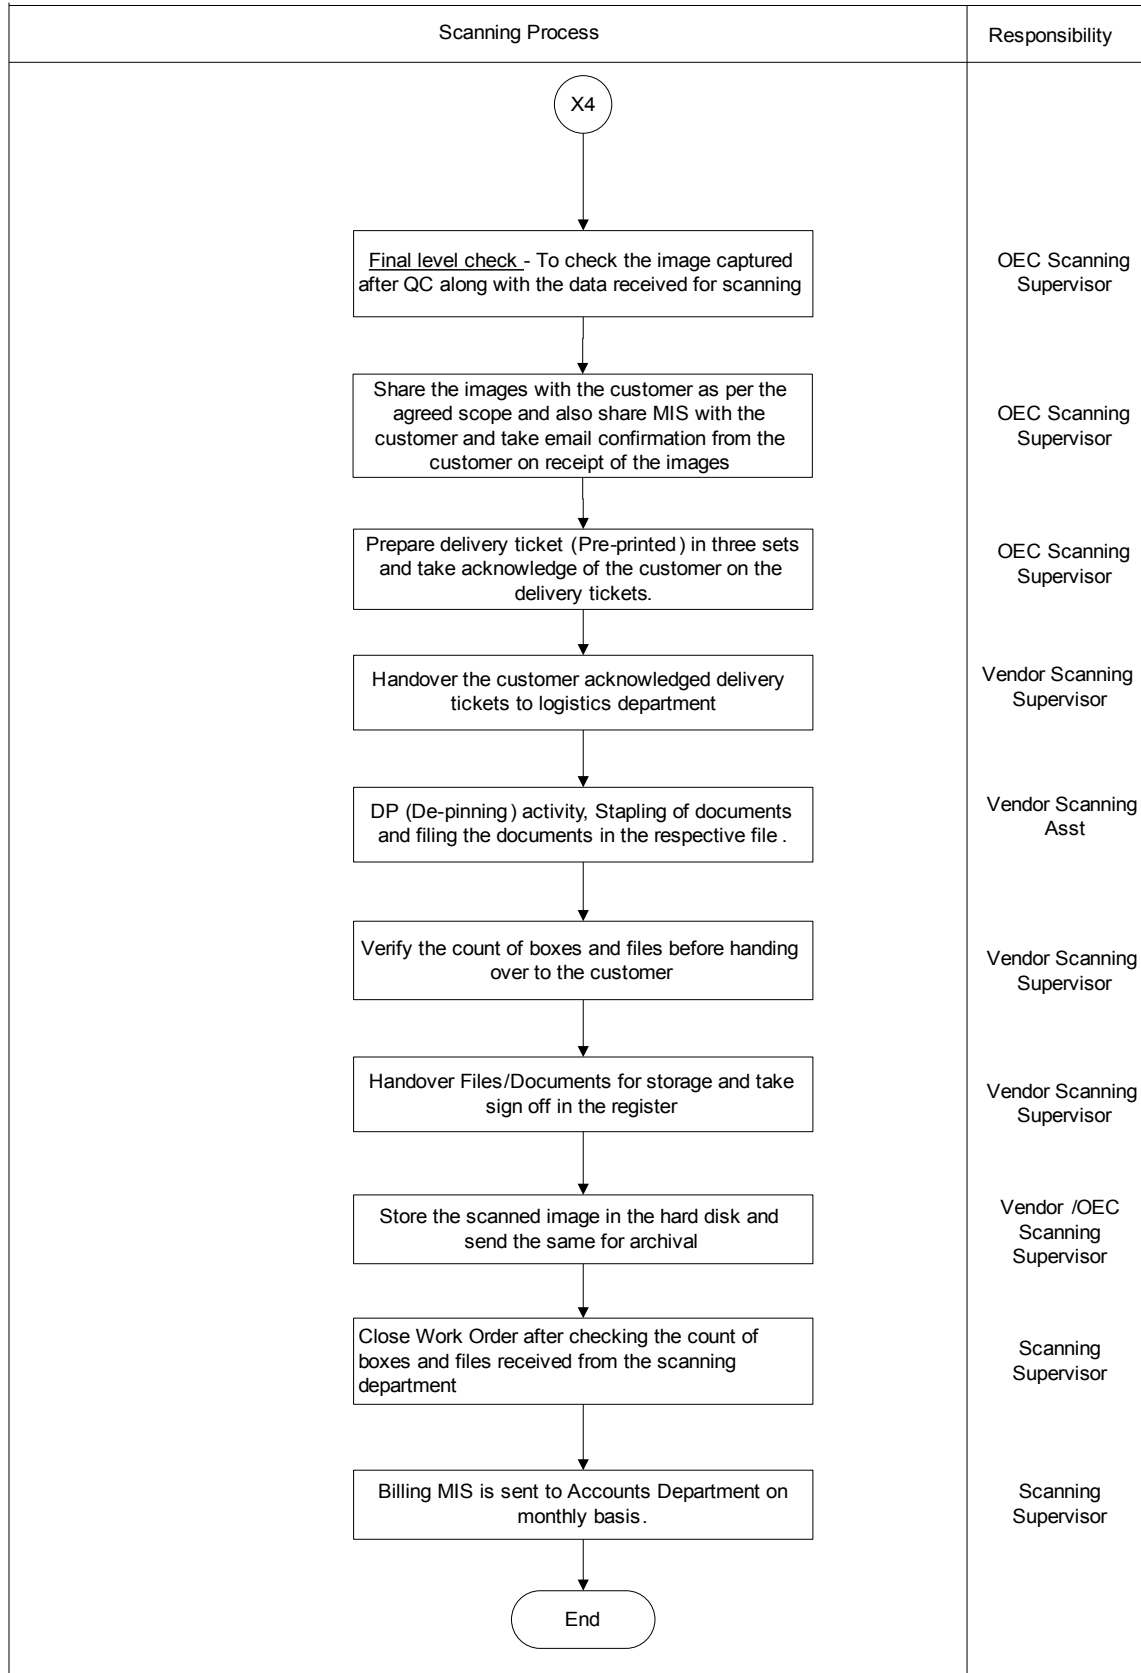 Scanning Process
Responsibility
X4
Final level check - To check the image captured
after QC along with the data received for scanning
OEC Scanning
Supervisor
Share the images with the customer as per the
agreed scope and also share MIS with the
customer and take email confirmation from the
customer on receipt of the images
OEC Scanning
Supervisor
Prepare delivery ticket (Pre-printed) in three sets
and take acknowledge of the customer on the
delivery tickets.
OEC Scanning
Supervisor
Handover the customer acknowledged delivery
tickets to logistics department
Vendor Scanning
Supervisor
DP (De-pinning) activity, Stapling of documents
and filing the documents in the respective file .
Vendor Scanning
Asst
Verify the count of boxes and files before handing
over to the customer
Vendor Scanning
Supervisor
Handover Files/Documents for storage and take
sign off in the register
Vendor Scanning
Supervisor
Store the scanned image in the hard disk and
send the same for archival
Vendor /OEC
Scanning
Supervisor
Close Work Order after checking the count of
boxes and files received from the scanning
department
Scanning
Supervisor
Billing MIS is sent to Accounts Department on
monthly basis.
Scanning
Supervisor
End